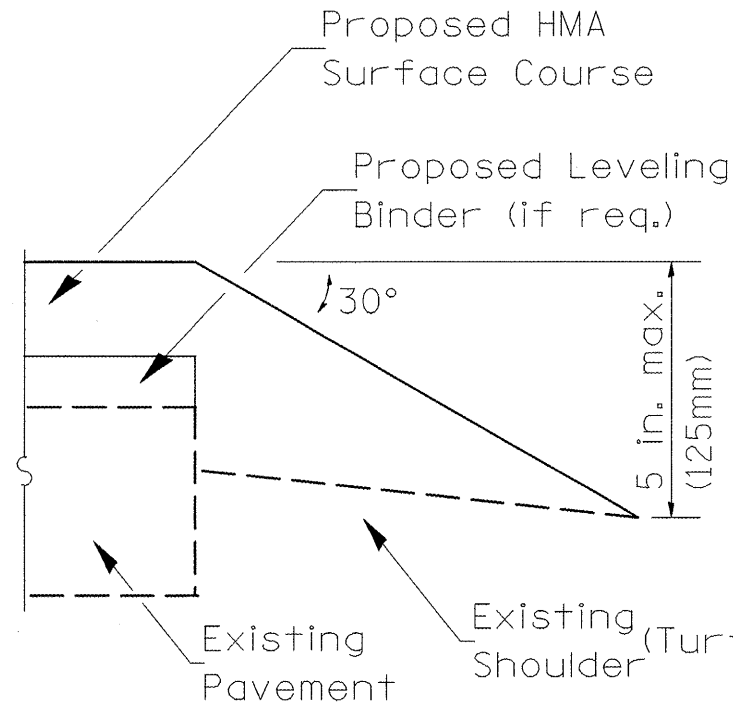 Proposed HMA
Surface Course
Proposed Leveling
Binder (if req.)
30°
5 in. max.
(125mm)
Existing
Pavement
Existing
Shoulder